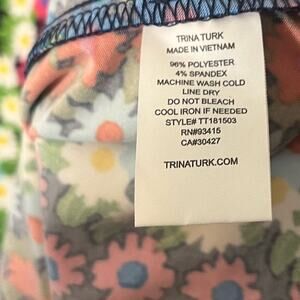 TRINA TURK
MADE IN VIETNAM
96% POLYESTER
4% SPANDEX
MACHINE WASH COLD
LINE DRY
DO NOT BLEACH
COOL IRON IF NEEDED
STYLE# TT181503
RN#93415
CA#30427
TRINATURK.COM